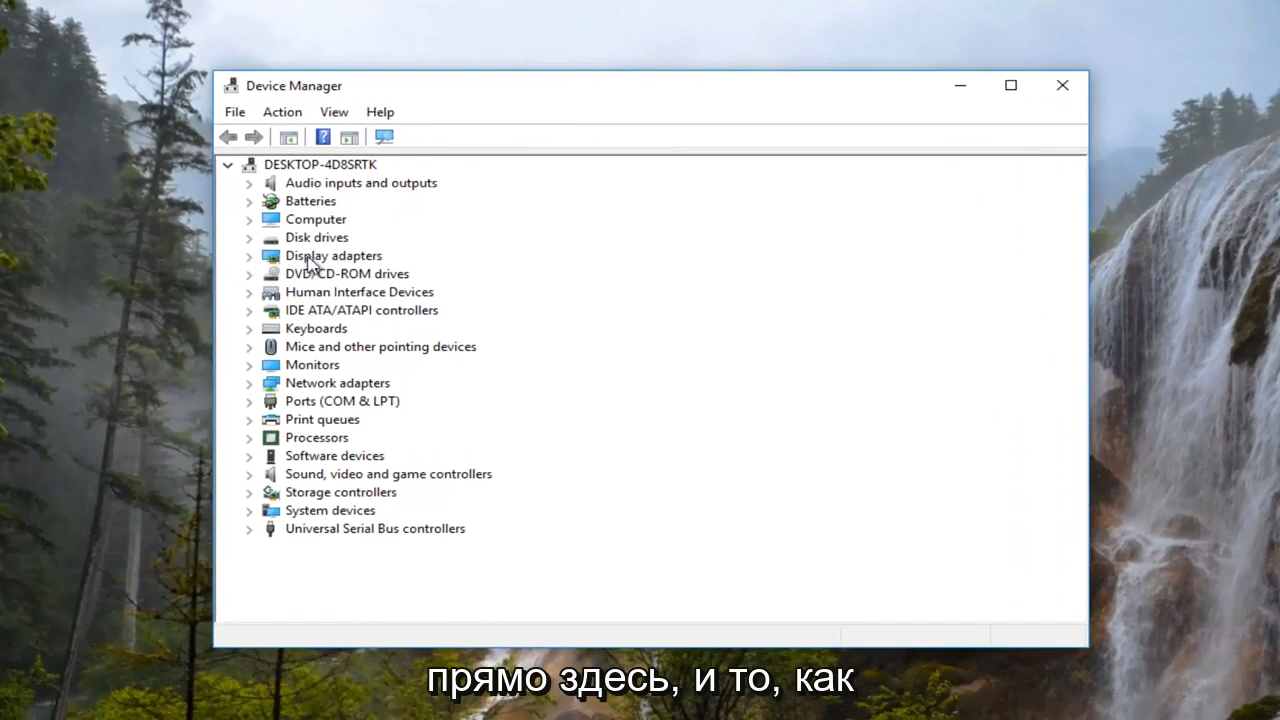 Device Manager
File Action View Help
DESKTOP-4D8SRTK
Audio inputs and outputs
Batteries
Computer
Disk drives
Display adapters
DVD/CD-ROM drives
Human Interface Devices
IDE ATA/ATAPI controllers
Keyboards
Mice and other pointing devices
Monitors
Network adapters
Ports (COM & LPT)
Print queues
Processors
Software devices
Sound, video and game controllers
Storage controllers
System devices
Universal Serial Bus controllers
прямо здесь, и то, как